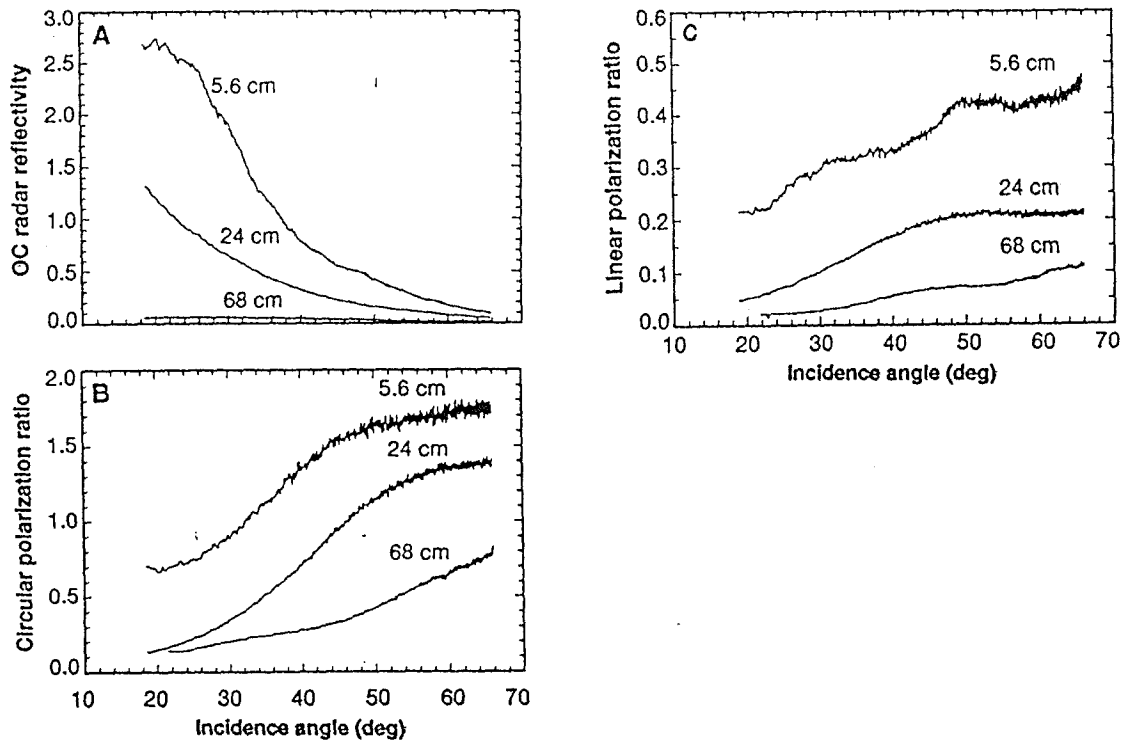 A
OC radar reflectivity
3.0
2.5
2.0
1.5
1.0
0.5
0.0
5.6 cm
24 cm
68 cm
B
Circular polarization ratio
2.0
1.5
1.0
0.5
0.0
5.6 cm
24 cm
68 cm
10 20 30 40 50 60 70
Incidence angle (deg)
C
Linear polarization ratio
0.6
0.5
0.4
0.3
0.2
0.1
0.0
5.6 cm
24 cm
68 cm
10 20 30 40 50 60 70
Incidence angle (deg)